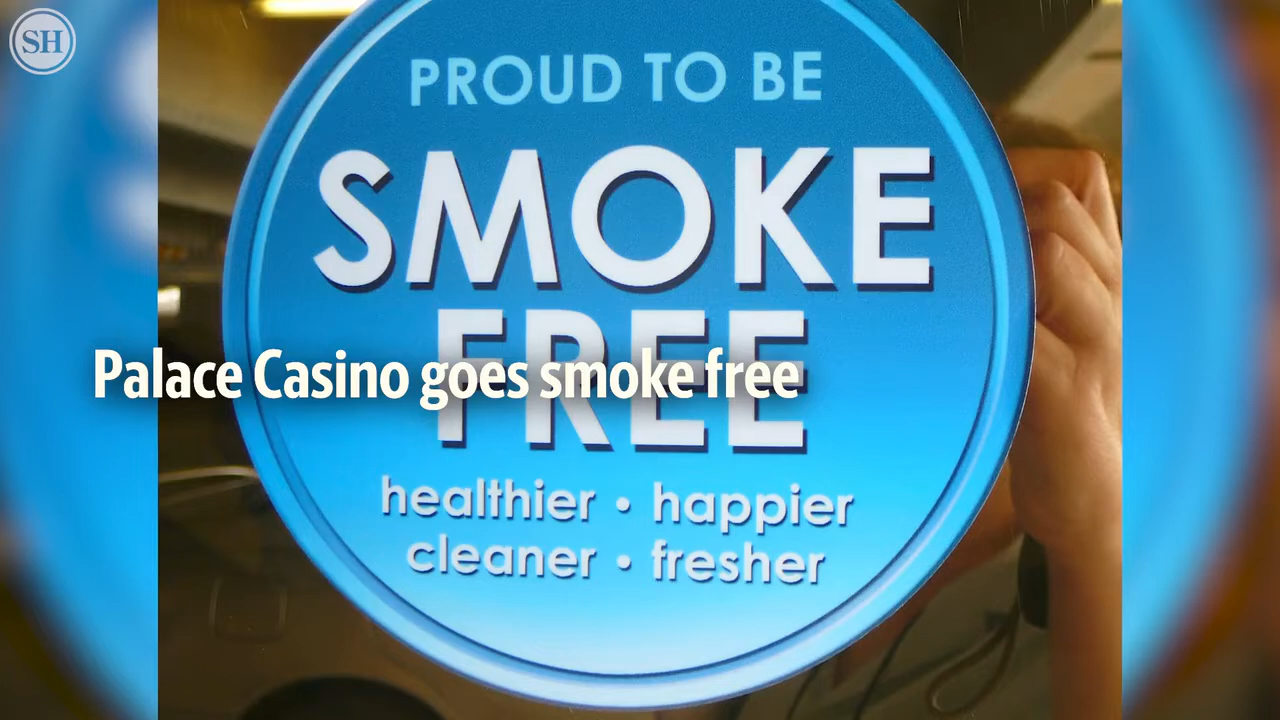 SH
PROUD TO BE
SMOKE
FREE
Palace Casino goes smoke free
healthier • happier
cleaner • fresher